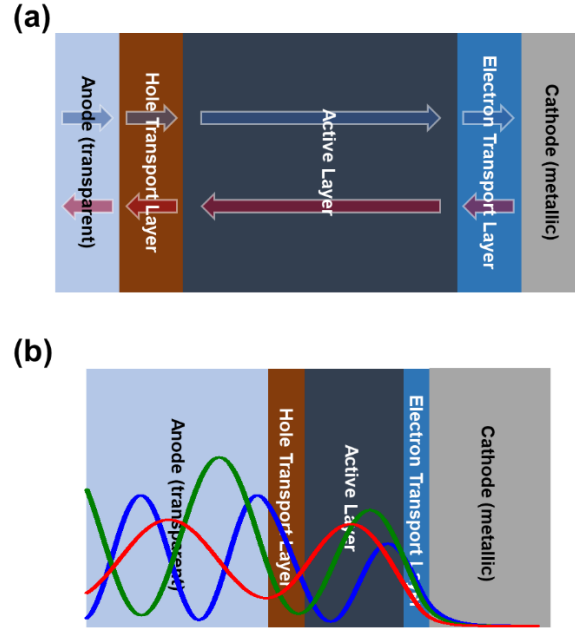 (a)
Anode (transparent)
Hole Transport Layer
Active Layer
Electron Transport Layer
Cathode (metallic)
(b)
Anode (transparent)
Hole Transport Layer
Active Layer
Electron Transport Layer
Cathode (metallic)